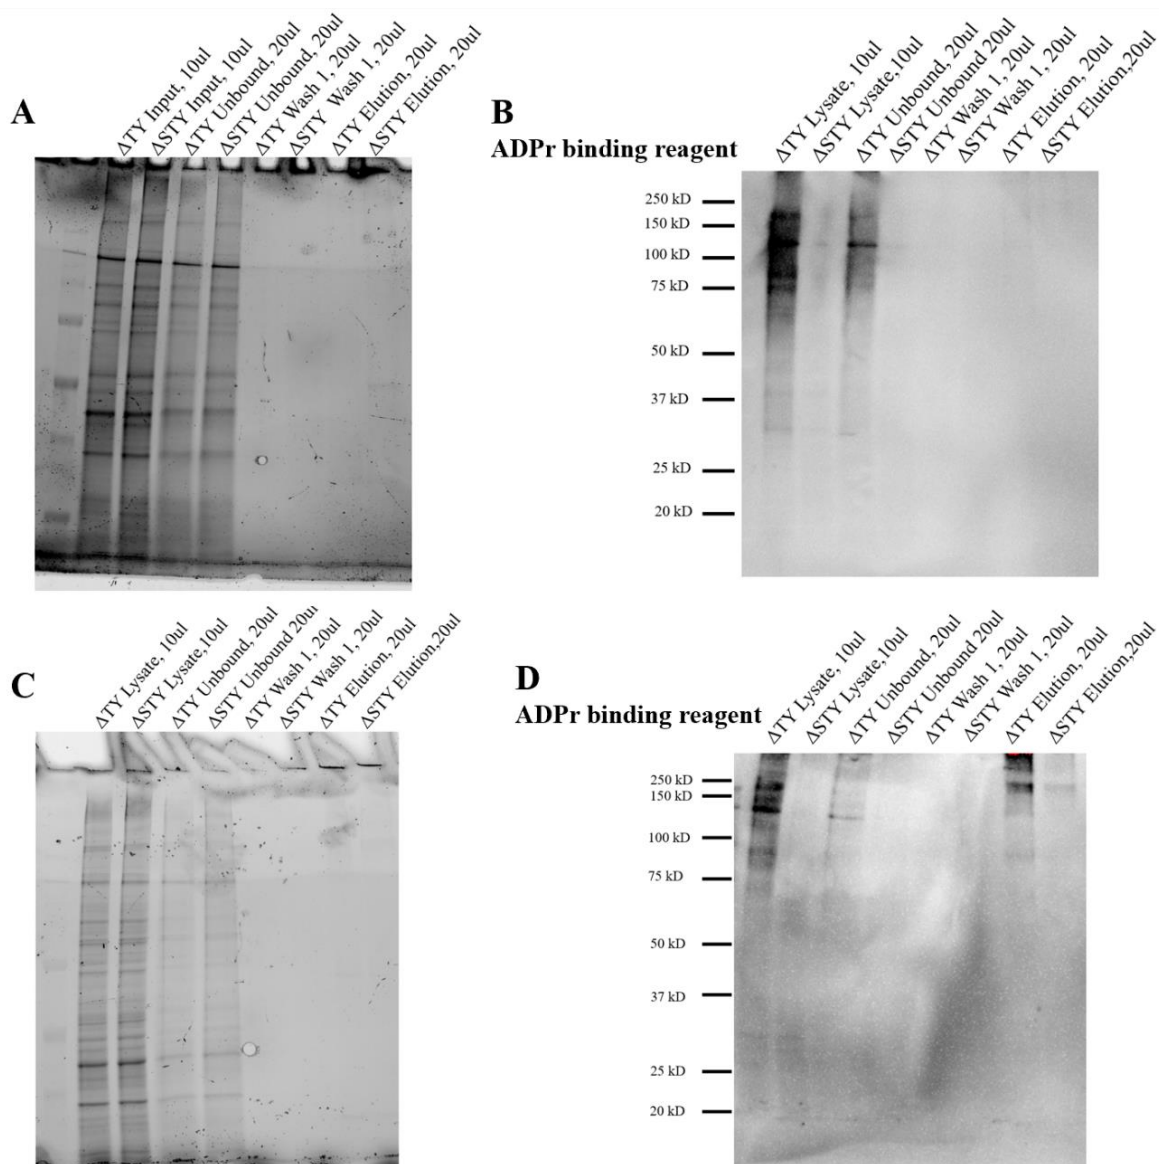 A
ΔTY Input, 10ul
ΔSTY Input, 10ul
ΔTY Unbound, 20ul
ΔSTY Unbound, 20ul
ΔTY Wash 1, 20ul
ΔSTY Wash 1, 20ul
ΔTY Elution, 20ul
ΔSTY Elution, 20ul
B
ADPr binding reagent
ΔTY Lysate, 10ul
ΔSTY Lysate,10ul
ΔTY Unbound, 20ul
ΔSTY Unbound 20ul
ΔTY Wash 1, 20ul
ΔSTY Wash 1, 20ul
ΔTY Elution, 20ul
ΔSTY Elution,20ul
250 kD
150 kD
100 kD
75 kD
50 kD
37 kD
25 kD
20 kD
C
ΔTY Lysate, 10ul
ΔSTY Lysate,10ul
ΔTY Unbound, 20ul
ΔSTY Unbound 20ul
ΔTY Wash 1, 20ul
ΔSTY Wash 1, 20ul
ΔTY Elution, 20ul
ΔSTY Elution,20ul
D
ADPr binding reagent
ΔTY Lysate, 10ul
ΔSTY Lysate,10ul
ΔTY Unbound, 20ul
ΔSTY Unbound 20ul
ΔTY Wash 1, 20ul
ΔSTY Wash 1, 20ul
ΔTY Elution, 20ul
ΔSTY Elution,20ul
250 kD
150 kD
100 kD
75 kD
50 kD
37 kD
25 kD
20 kD